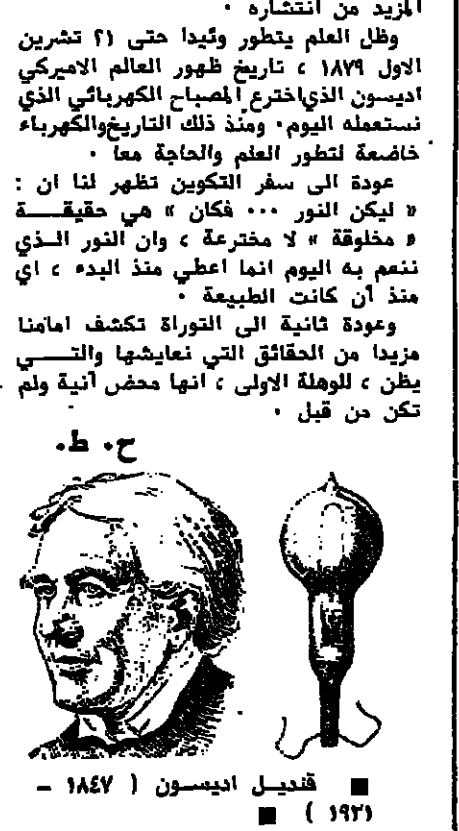 المزيد من انتشاره .
وظل العلم يتطور وئيدا حتى ٢١ تشرين
الاول ١٨٧٩ ، تاريخ ظهور العالم الاميركي
اديسون الذي اخترع المصباح الكهربائي الذي
نستعمله اليوم . ومنذ ذلك التاريخ والكهرباء
خاضعة لتطور العلم والحاجة معا .
عودة الى سفر التكوين تظهر لنا ان :
« ليكن النور ... فكان » هي حقيقة
« مخلوقة » لا مخترعة ، وان النور الذي
ننعم به اليوم انما اعطي منذ البدء ، اي
منذ أن كانت الطبيعة .
وعودة ثانية الى التوراة تكشف امامنا
مزيدا من الحقائق التي نعايشها والتي
يظن ، للوهلة الاولى ، انها محض آنية ولم
تكن من قبل .
ح. ط.
■ قنديل اديسون ( ١٨٤٧ –
١٩٣١ ) ■